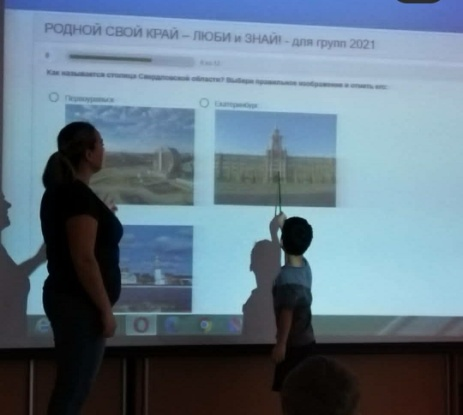 РОДНОЙ СВОЙ КРАЙ – ЛЮБИ и ЗНАЙ! - для групп 2021
Как называется столица Свердловской области? Выбери правильное изображение и отметь его:
Первоуральск
Екатеринбург